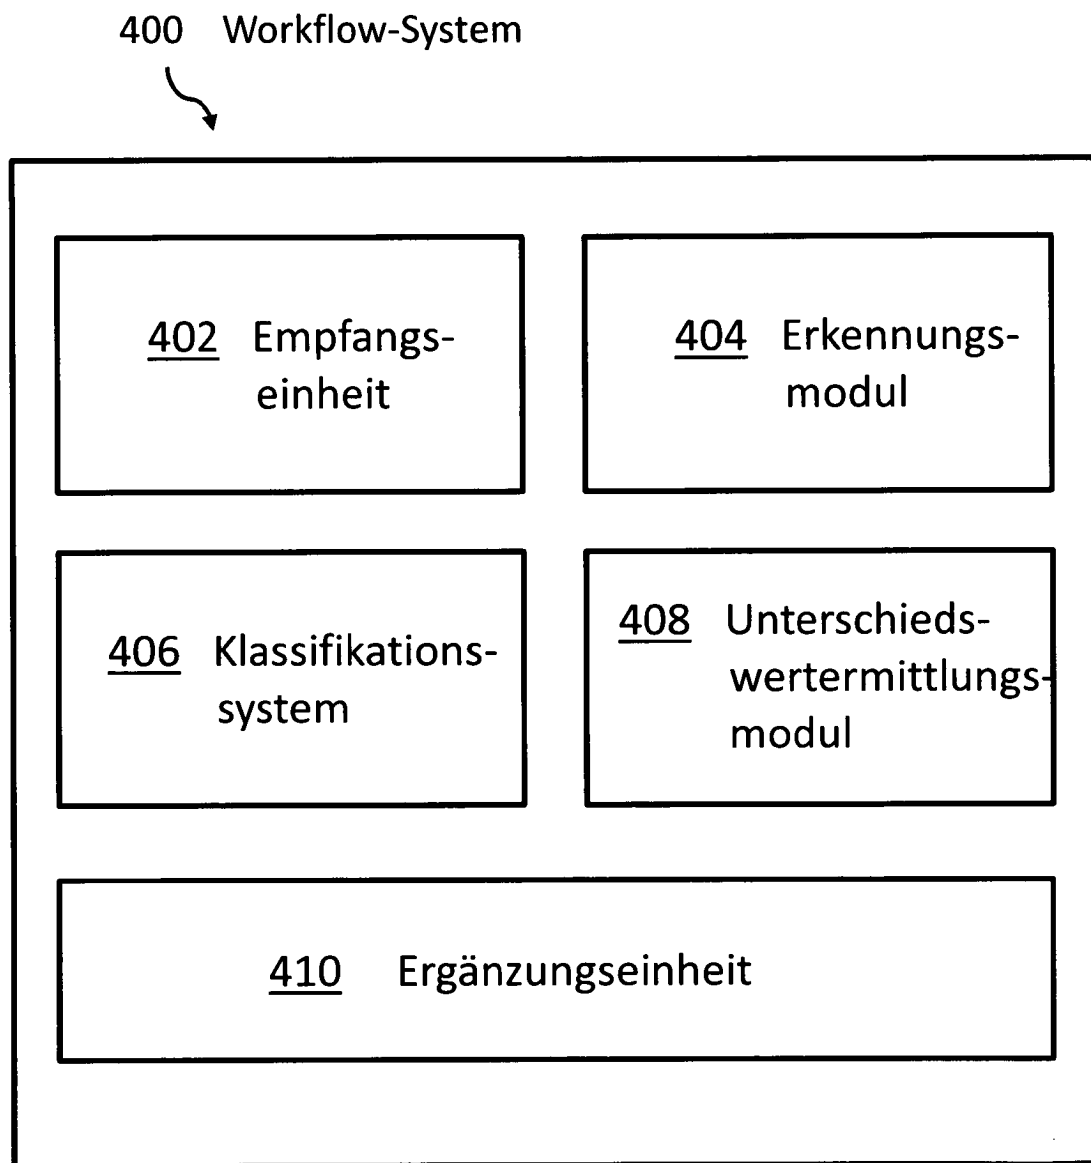 400 Workflow-System
402 Empfangs-
einheit
404 Erkennungs-
modul
406 Klassifikations-
system
408 Unterschieds-
wertermittlungs-
modul
410 Ergänzungseinheit